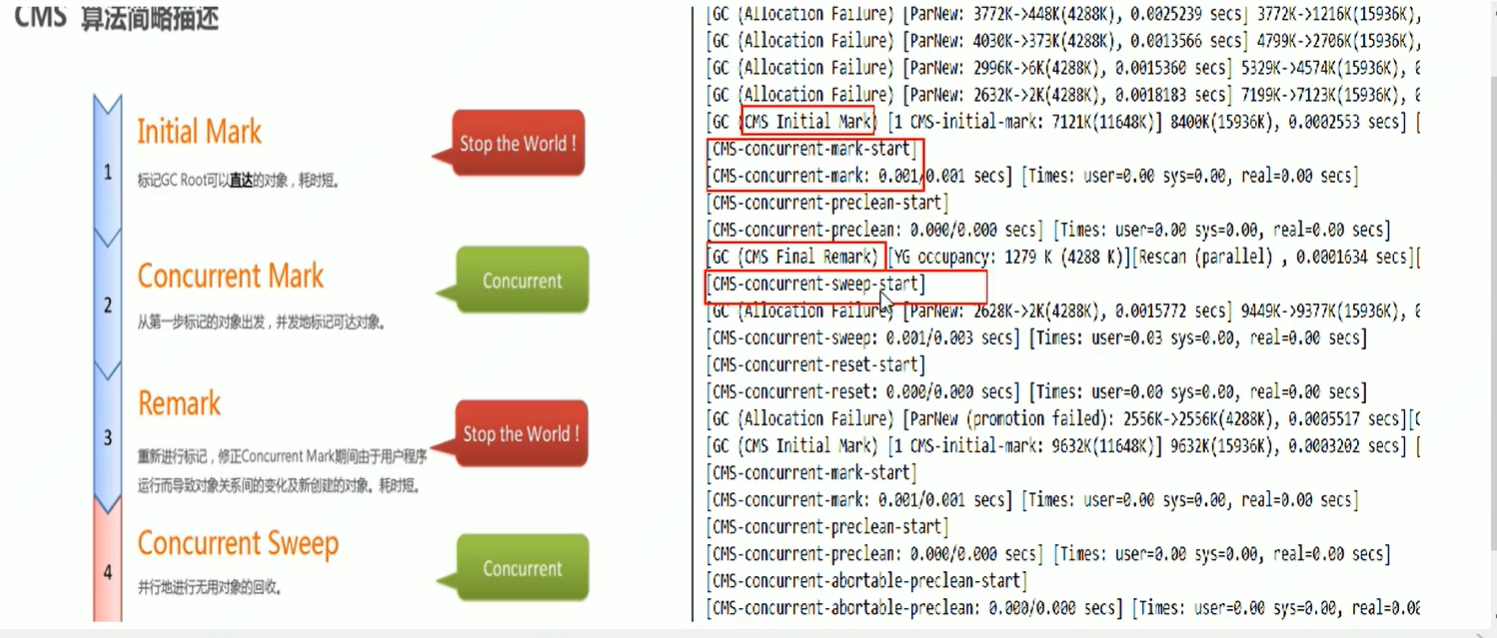 CMS 算法简略描述
1
Initial Mark
标记GC Root可以直达的对象，耗时短。
Stop the World !
2
Concurrent Mark
从第一步标记的对象出发，并发地标记可达对象。
Concurrent
3
Remark
重新进行标记，修正Concurrent Mark期间由于用户程序
运行而导致对象关系间的变化及新创建的对象。耗时短。
Stop the World !
4
Concurrent Sweep
并行地进行无用对象的回收。
Concurrent
[GC (Allocation Failure) [ParNew: 3772K->448K(4288K), 0.0025239 secs] 3772K->1216K(15936K),
[GC (Allocation Failure) [ParNew: 4030K->373K(4288K), 0.0013566 secs] 4799K->2706K(15936K),
[GC (Allocation Failure) [ParNew: 2996K->6K(4288K), 0.0015360 secs] 5329K->4574K(15936K),
[GC (Allocation Failure) [ParNew: 2632K->2K(4288K), 0.0018183 secs] 7199K->7123K(15936K),
[GC (CMS Initial Mark) [1 CMS-initial-mark: 7121K(11648K)] 8400K(15936K), 0.0002553 secs] [
[CMS-concurrent-mark-start]
[CMS-concurrent-mark: 0.001/0.001 secs] [Times: user=0.00 sys=0.00, real=0.00 secs]
[CMS-concurrent-preclean-start]
[CMS-concurrent-preclean: 0.000/0.000 secs] [Times: user=0.00 sys=0.00, real=0.00 secs]
[GC (CMS Final Remark) [YG occupancy: 1279 K (4288 K)][Rescan (parallel) , 0.0001634 secs][
[CMS-concurrent-sweep-start]
[GC (Allocation Failure) [ParNew: 2628K->2K(4288K), 0.0015772 secs] 9449K->9377K(15936K),
[CMS-concurrent-sweep: 0.001/0.003 secs] [Times: user=0.03 sys=0.00, real=0.00 secs]
[CMS-concurrent-reset-start]
[CMS-concurrent-reset: 0.000/0.000 secs] [Times: user=0.00 sys=0.00, real=0.00 secs]
[GC (Allocation Failure) [ParNew (promotion failed): 2556K->2556K(4288K), 0.0005517 secs][
[GC (CMS Initial Mark) [1 CMS-initial-mark: 9632K(11648K)] 9632K(15936K), 0.0003202 secs] [
[CMS-concurrent-mark-start]
[CMS-concurrent-mark: 0.001/0.001 secs] [Times: user=0.00 sys=0.00, real=0.00 secs]
[CMS-concurrent-preclean-start]
[CMS-concurrent-preclean: 0.000/0.000 secs] [Times: user=0.00 sys=0.00, real=0.00 secs]
[CMS-concurrent-abortable-preclean-start]
[CMS-concurrent-abortable-preclean: 0.000/0.000 secs] [Times: user=0.00 sys=0.00, real=0.00